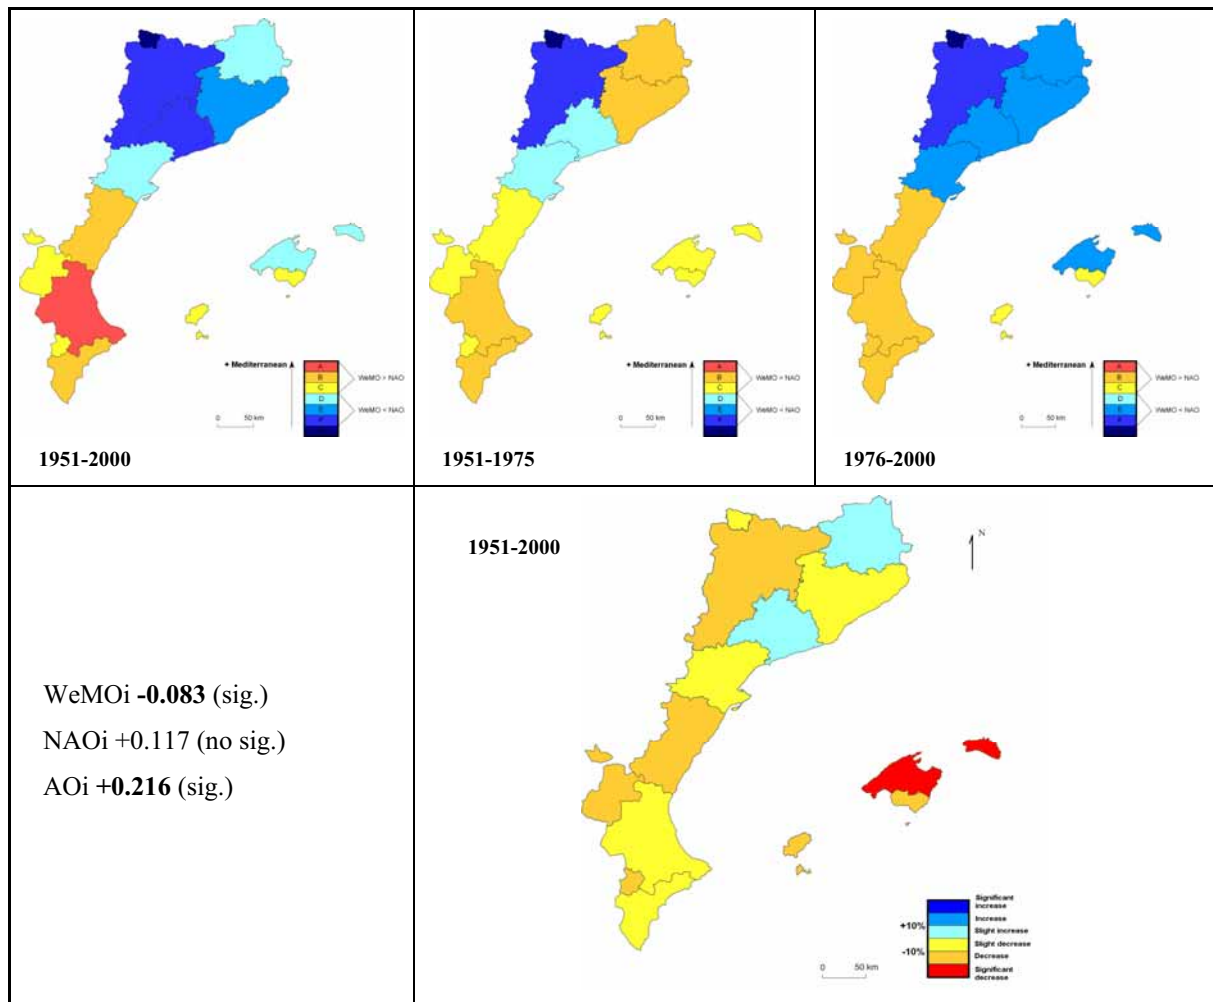 + Mediterranean
A
B
C
D
E
F
WeMO > NAO
WeMO < NAO
0 50 km
1951-2000
+ Mediterranean
A
B
C
D
E
F
WeMO > NAO
WeMO < NAO
0 50 km
1951-1975
+ Mediterranean
A
B
C
D
E
F
WeMO > NAO
WeMO < NAO
0 50 km
1976-2000
WeMOi -0.083 (sig.)
NAOi +0.117 (no sig.)
AOi +0.216 (sig.)
1951-2000
N
Significant
increase
Increase
+10%
Slight increase
Slight decrease
-10%
Decrease
Significant
decrease
0 50 km